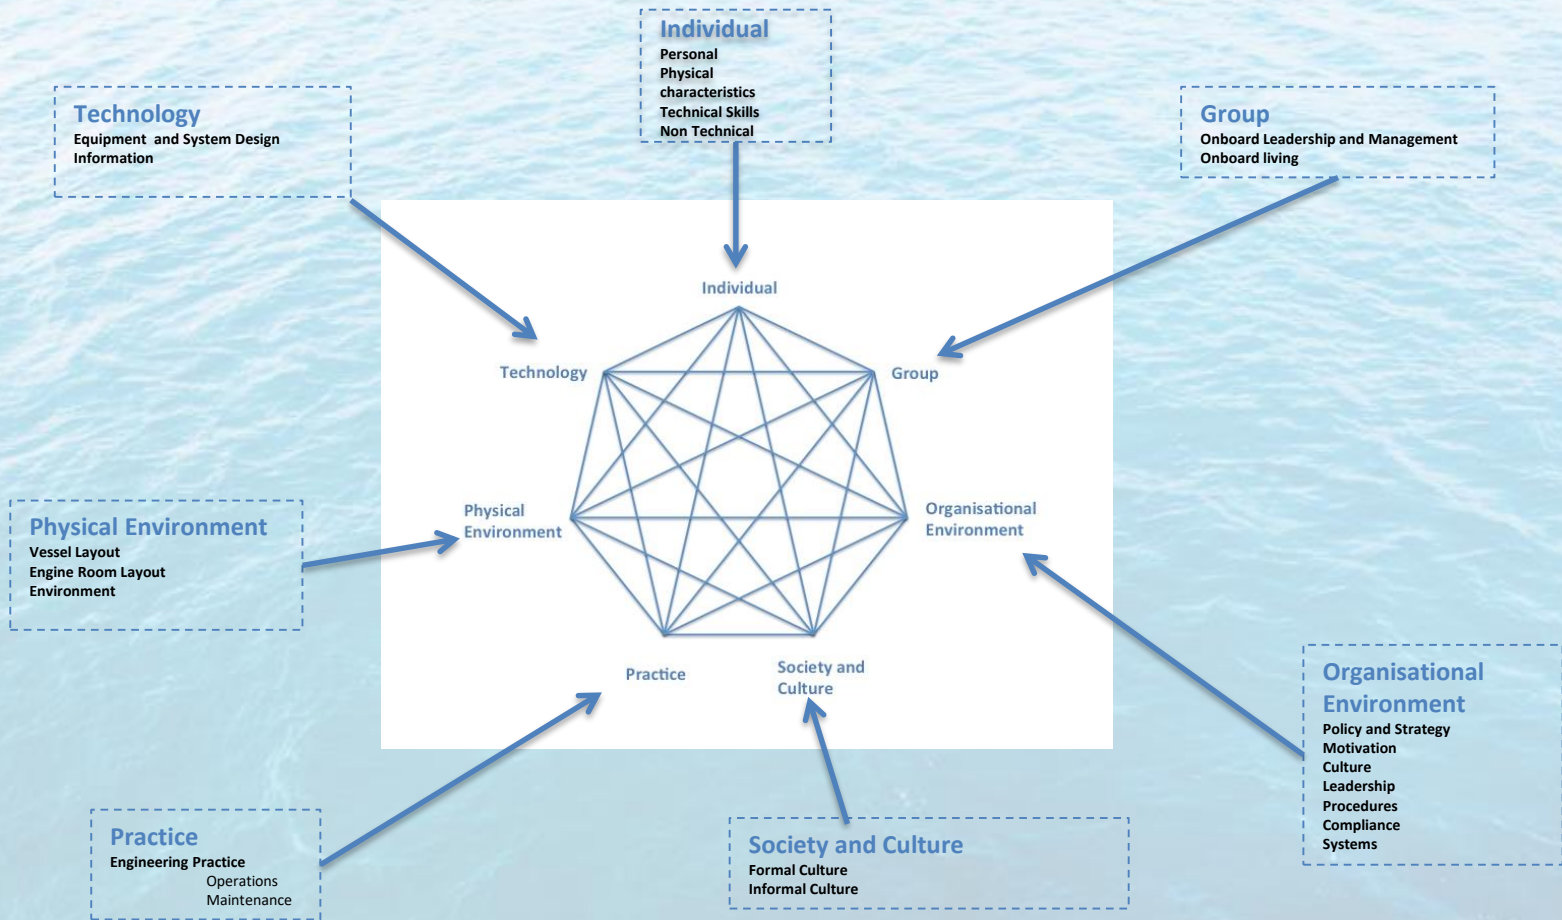 Individual
Personal
Physical
characteristics
Technical Skills
Non Technical
Technology
Equipment and System Design
Information
Group
Onboard Leadership and Management
Onboard living
Individual
Technology
Group
Physical
Environment
Organisational
Environment
Practice
Society and
Culture
Physical Environment
Vessel Layout
Engine Room Layout
Environment
Organisational
Environment
Policy and Strategy
Motivation
Culture
Leadership
Procedures
Compliance
Systems
Practice
Engineering Practice
Operations
Maintenance
Society and Culture
Formal Culture
Informal Culture